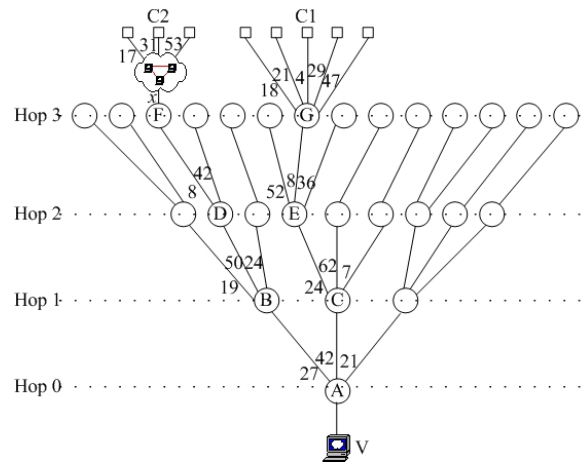 C2 C1
17 31 53
18 21 4 29 47
x
Hop 3 F G
8 42 52 8 36
Hop 2 D E
19 50 24 24 62 7
Hop 1 B C
27 42 21
Hop 0 A
V